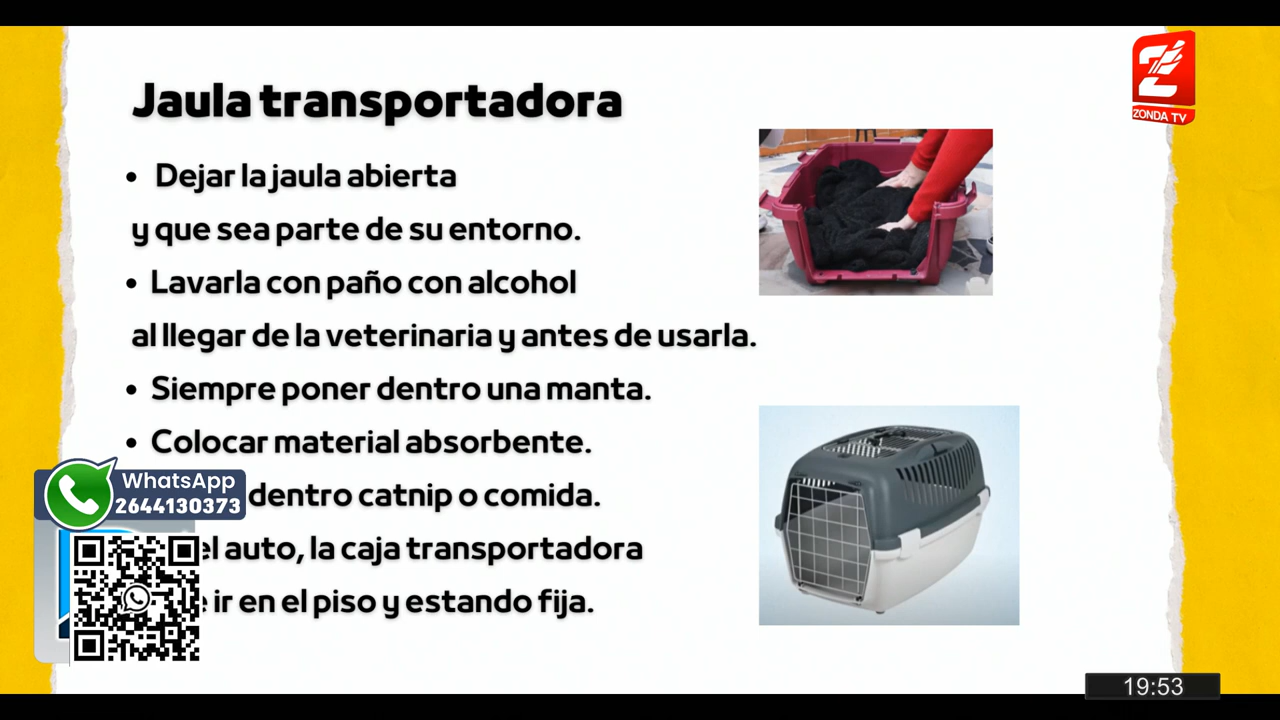 Jaula transportadora
ZONDA TV
• Dejar la jaula abierta
y que sea parte de su entorno.
• Lavarla con paño con alcohol
al llegar de la veterinaria y antes de usarla.
• Siempre poner dentro una manta.
• Colocar material absorbente.
dentro catnip o comida.
el auto, la caja transportadora
ir en el piso y estando fija.
WhatsApp
2644130373
19:53